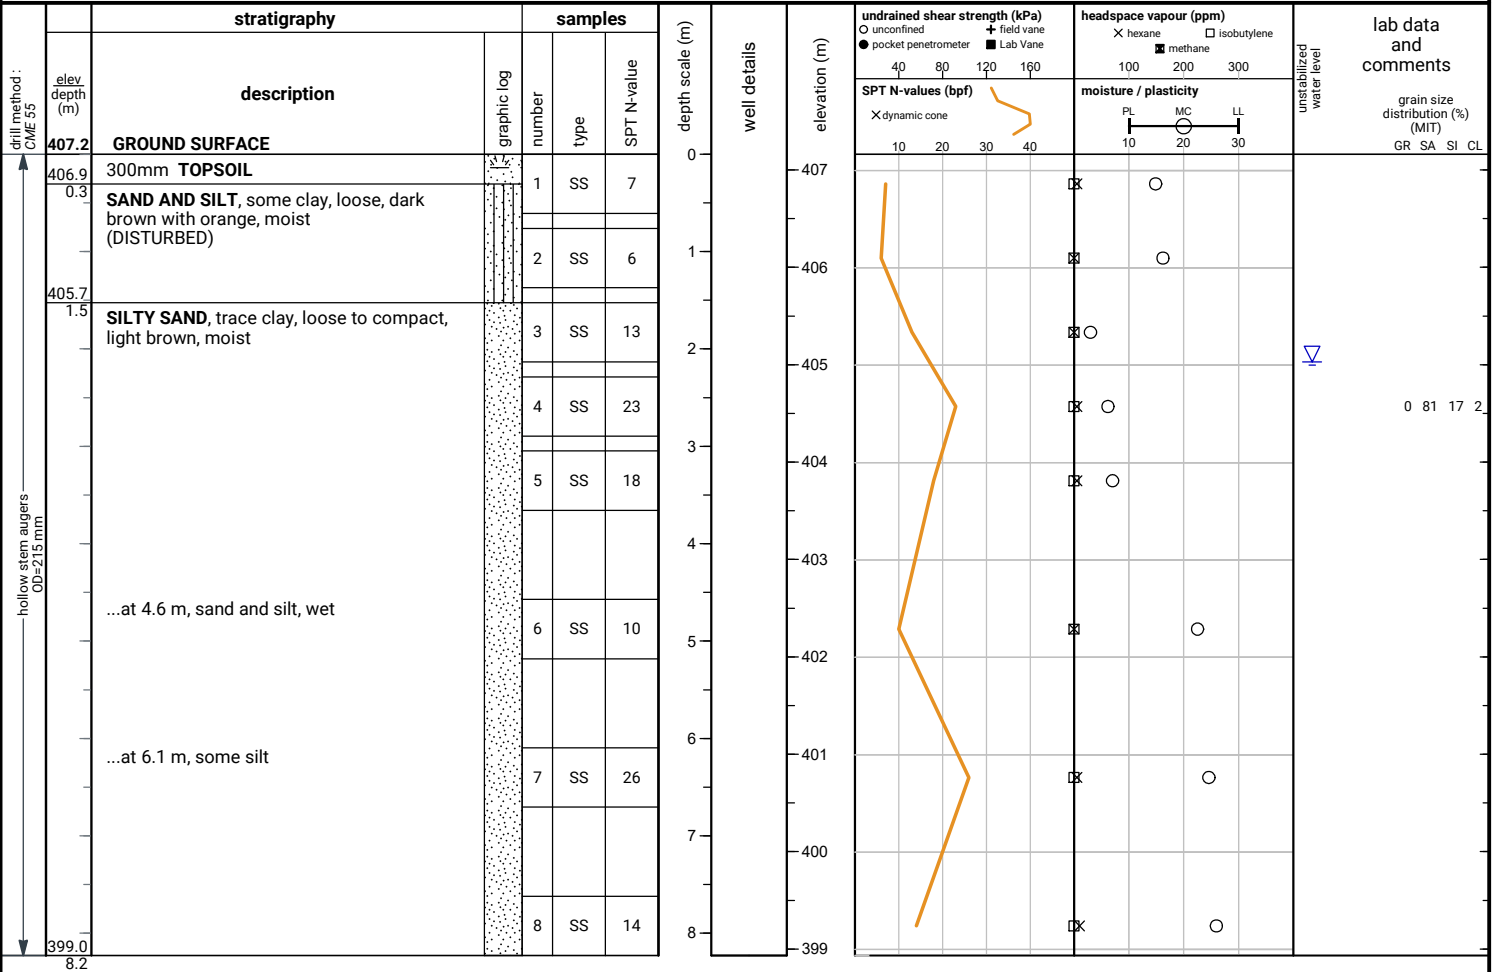 stratigraphy
samples
drill method :
CME 55
elev
depth
(m)
description
graphic log
number
type
SPT N-value
depth scale (m)
well details
elevation (m)
undrained shear strength (kPa)
unconfined field vane
pocket penetrometer Lab Vane
40 80 120 160
SPT N-values (bpf)
dynamic cone
10 20 30 40
headspace vapour (ppm)
hexane isobutylene
methane
100 200 300
moisture / plasticity
PL MC LL
10 20 30
unstabilized
water level
lab data
and
comments
grain size
distribution (%)
(MIT)
GR SA SI CL
407.2 GROUND SURFACE
406.9 300mm TOPSOIL
0.3
SAND AND SILT, some clay, loose, dark
brown with orange, moist
(DISTURBED)
405.7
1.5
SILTY SAND, trace clay, loose to compact,
light brown, moist
...at 4.6 m, sand and silt, wet
...at 6.1 m, some silt
399.0
8.2
hollow stem augers
OD=215 mm
1 SS 7
2 SS 6
3 SS 13
4 SS 23
5 SS 18
6 SS 10
7 SS 26
8 SS 14
0
1
2
3
4
5
6
7
8
407
406
405
404
403
402
401
400
399
0 81 17 2